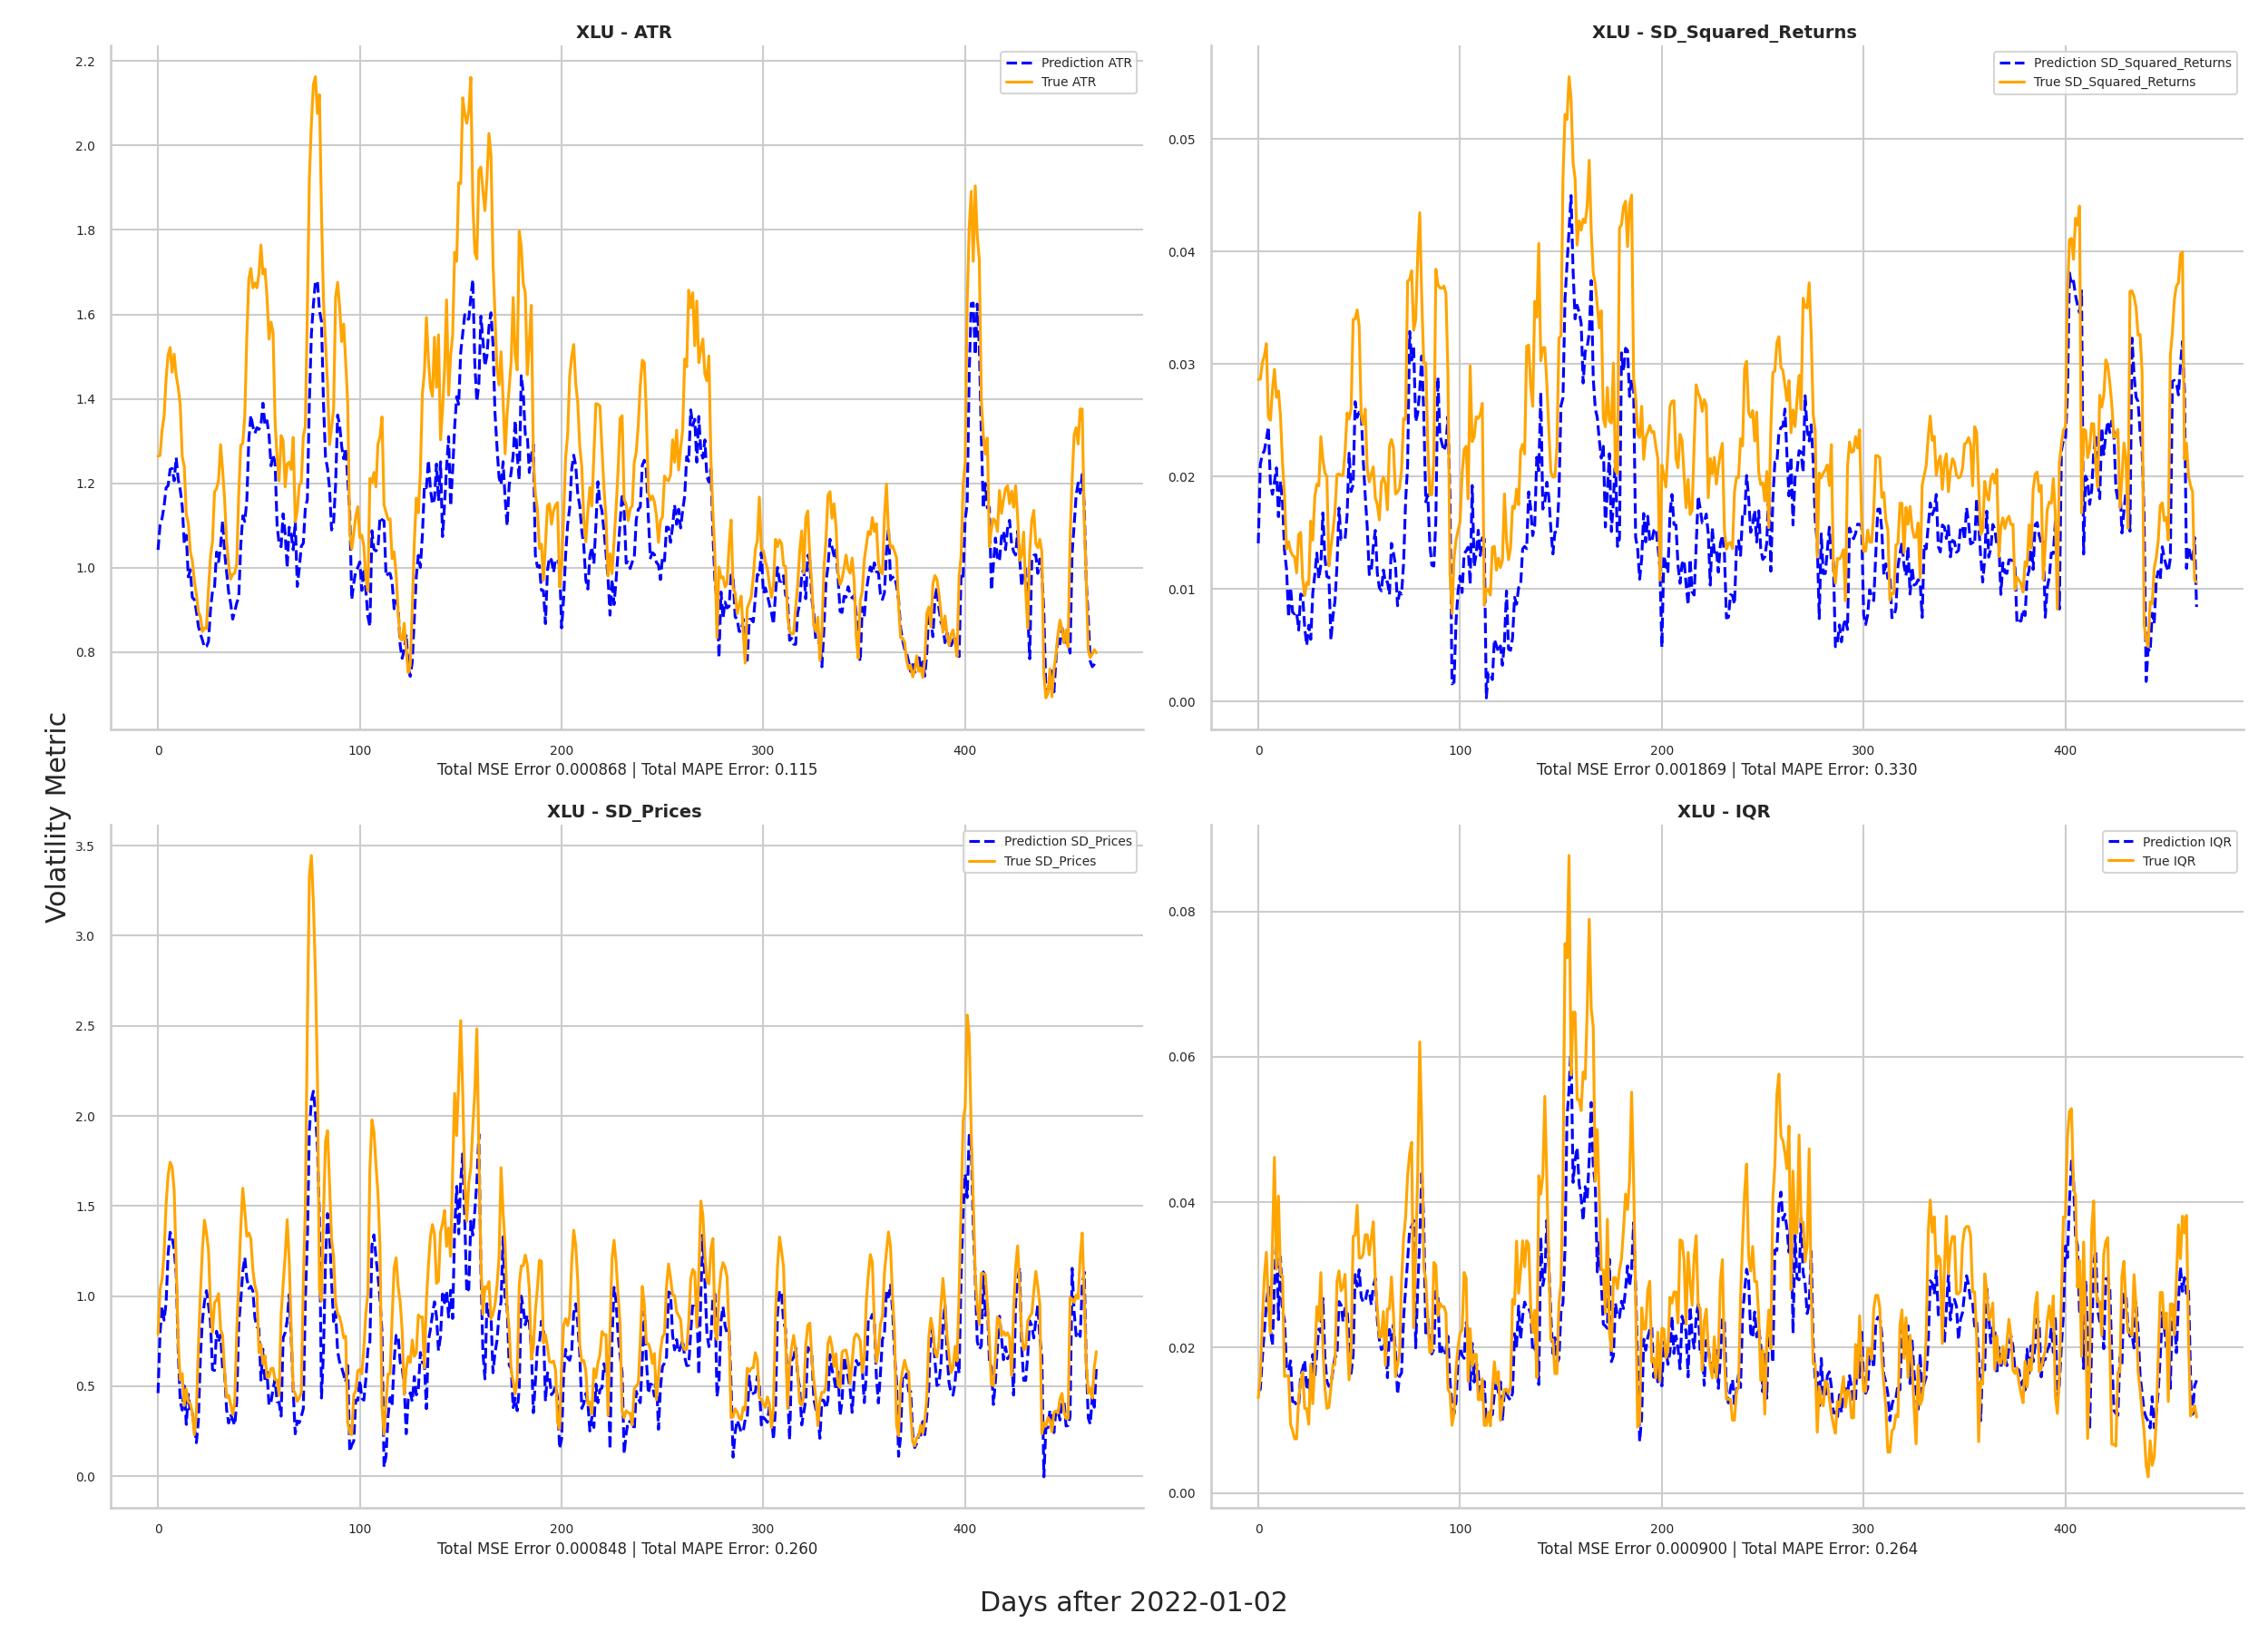 XLU - ATR
2.2
2.0
1.8
1.6
1.4
1.2
1.0
0.8
0
100
200
300
400
Prediction ATR
True ATR
Total MSE Error 0.000868 | Total MAPE Error: 0.115
XLU - SD_Squared_Returns
0.05
0.04
0.03
0.02
0.01
0.00
0
100
200
300
400
Prediction SD_Squared_Returns
True SD_Squared_Returns
Total MSE Error 0.001869 | Total MAPE Error: 0.330
Volatility Metric
XLU - SD_Prices
3.5
3.0
2.5
2.0
1.5
1.0
0.5
0.0
0
100
200
300
400
Prediction SD_Prices
True SD_Prices
Total MSE Error 0.000848 | Total MAPE Error: 0.260
XLU - IQR
0.08
0.06
0.04
0.02
0.00
0
100
200
300
400
Prediction IQR
True IQR
Total MSE Error 0.000900 | Total MAPE Error: 0.264
Days after 2022-01-02